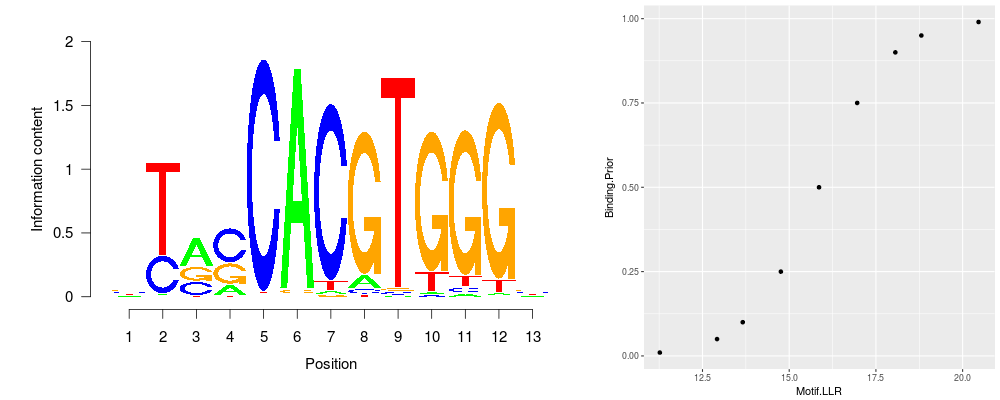 2
1.5
1
0.5
0
Information content
T
C
A
G
C
C
G
A
C
A
C
T
G
A
T
G
T
G
T
G
T
1 2 3 4 5 6 7 8 9 10 11 12 13
Position
1.00
0.75
0.50
0.25
0.00
Binding.Prior
12.5 15.0 17.5 20.0
Motif.LLR